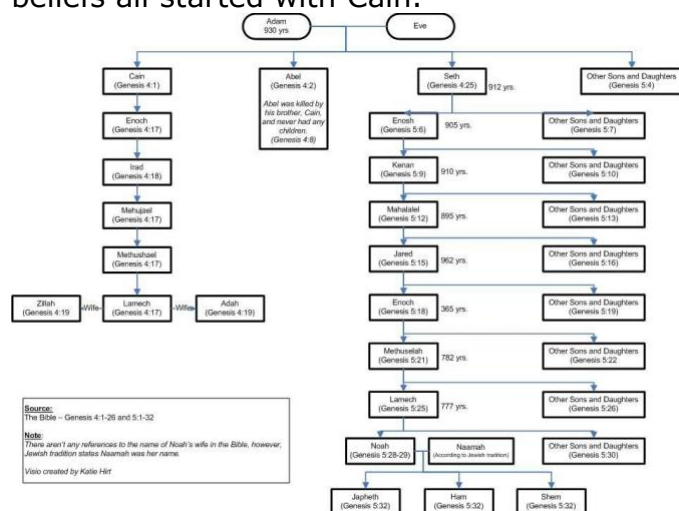 beliefs all started with Cain.
Adam
930 yrs
Eve
Cain
(Genesis 4:1)
Abel
(Genesis 4:2)
Abel was killed by
his brother, Cain,
and never had any
children.
(Genesis 4:8)
Seth
(Genesis 4:25)
912 yrs.
Other Sons and Daughters
(Genesis 5:4)
Enoch
(Genesis 4:17)
Enosh
(Genesis 5:6)
905 yrs.
Other Sons and Daughters
(Genesis 5:7)
Irad
(Genesis 4:18)
Kenan
(Genesis 5:9)
910 yrs.
Other Sons and Daughters
(Genesis 5:10)
Mehujael
(Genesis 4:17)
Mahalalel
(Genesis 5:12)
895 yrs.
Other Sons and Daughters
(Genesis 5:13)
Methushael
(Genesis 4:17)
Jared
(Genesis 5:15)
962 yrs.
Other Sons and Daughters
(Genesis 5:16)
Zillah
(Genesis 4:19
Wife
Lamech
(Genesis 4:17)
Wife
Adah
(Genesis 4:19)
Enoch
(Genesis 5:18)
365 yrs.
Other Sons and Daughters
(Genesis 5:19)
Methuselah
(Genesis 5:21)
782 yrs.
Other Sons and Daughters
(Genesis 5:22
Lamech
(Genesis 5:25)
777 yrs.
Other Sons and Daughters
(Genesis 5:26)
Noah
(Genesis 5:28-29)
Naamah
(According to Jewish tradition)
Other Sons and Daughters
(Genesis 5:30)
Japheth
(Genesis 5:32)
Ham
(Genesis 5:32)
Shem
(Genesis 5:32)
Source:
The Bible – Genesis 4:1-26 and 5:1-32
Note:
There aren't any references to the name of Noah's wife in the Bible, however,
Jewish tradition states Naamah was her name.
Visio created by Katie Hirt